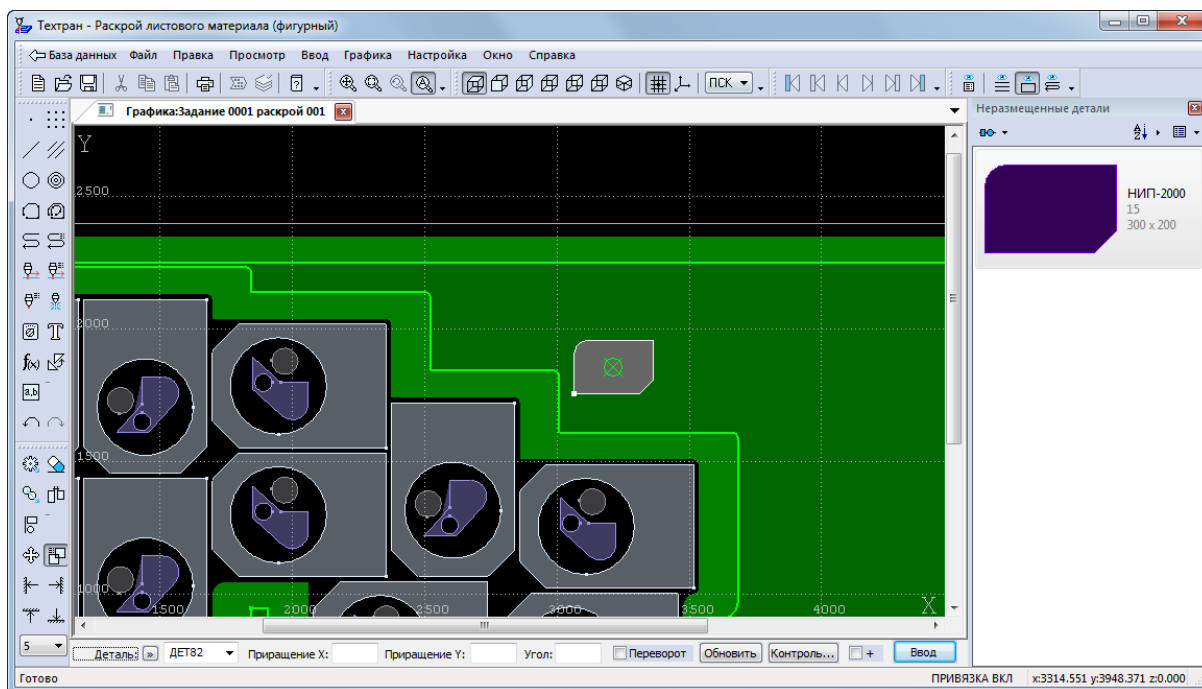 Техтран - Раскрой листового материала (фигурный)
База данных Файл Правка Просмотр Ввод Графика Настройка Окно Справка
ПСК
Графика:Задание 0001 раскрой 001
Неразмещенные детали
Y
2500
НИП-2000
15
300 x 200
2000
1500
1000
1500 2000 2500 3000 3500 4000 X
T
f(x)
a,b
5
Деталь: » ДЕТ82 Приращение X: Приращение Y: Угол: Переворот Обновить Контроль... + Ввод
Готово ПРИВЯЗКА ВКЛ x:3314.551 y:3948.371 z:0.000